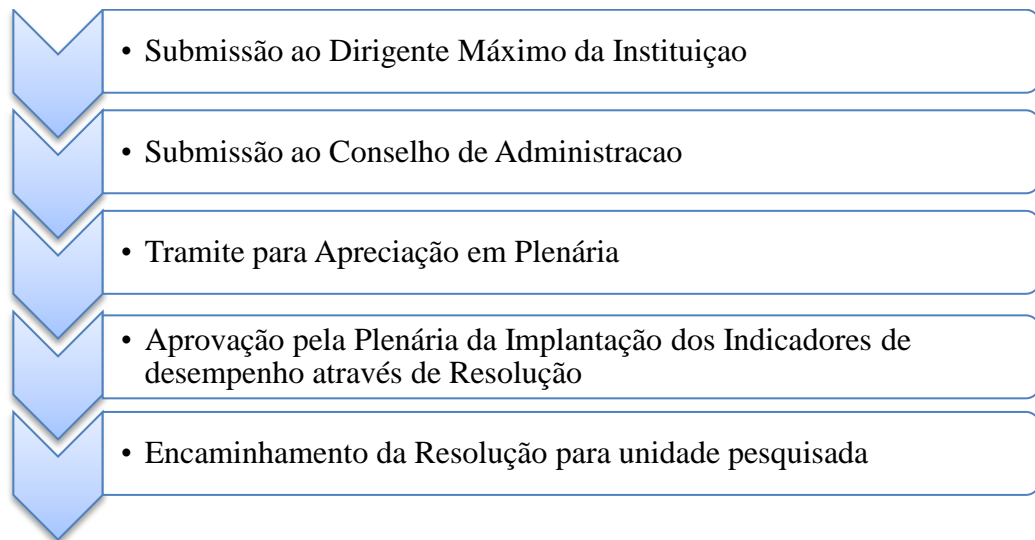 • Submissão ao Dirigente Máximo da Instituiçao
• Submissão ao Conselho de Administracao
• Tramite para Apreciação em Plenária
• Aprovação pela Plenária da Implantação dos Indicadores de
desempenho através de Resolução
• Encaminhamento da Resolução para unidade pesquisada